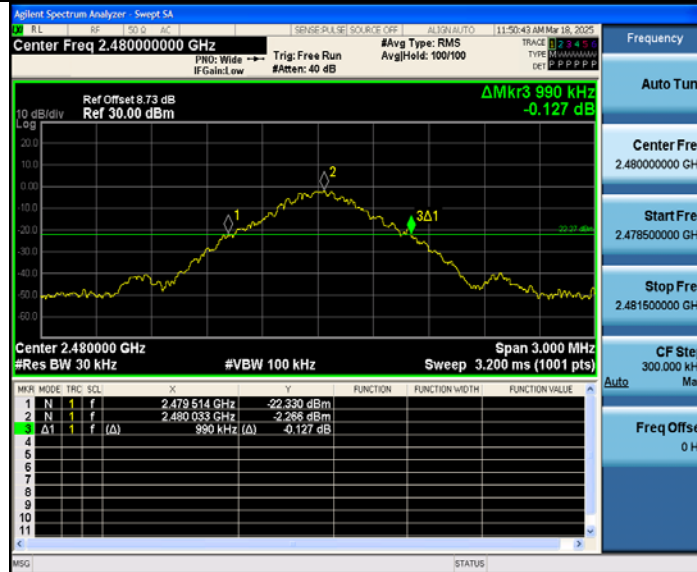 Agilent Spectrum Analyzer - Swept SA
RL RF 50 Ω AC SENSE:PULSE SOURCE OFF ALIGN AUTO 11:50:43 AM Mar 18, 2025
Center Freq 2.480000000 GHz
PNO: Wide
IFGain:Low
Trig: Free Run
#Atten: 40 dB
#Avg Type: RMS
Avg|Hold: 100/100
TRACE 1 2 3 4 5 6
TYPE M
DET P P P P P P
ΔMkr3 990 kHz
-0.127 dB
Ref Offset 8.73 dB
10 dB/div Ref 30.00 dBm
Log
20.0
10.0
0.00
-10.0
-20.0
-30.0
-40.0
-50.0
-60.0
1
2
3Δ1
-22.27 dBm
Center 2.480000 GHz Span 3.000 MHz
#Res BW 30 kHz #VBW 100 kHz Sweep 3.200 ms (1001 pts)
MKR MODE TRC SCL X Y FUNCTION FUNCTION WIDTH FUNCTION VALUE
1 N 1 f 2.479 514 GHz -22.330 dBm
2 N 1 f 2.480 033 GHz -2.266 dBm
3 Δ1 1 f (Δ) 990 kHz (Δ) -0.127 dB
4
5
6
7
8
9
10
11
MSG STATUS
Frequency
Auto Tun
Center Fre
2.480000000 GH
Start Fre
2.478500000 GH
Stop Fre
2.481500000 GH
CF Ste
300.000 kH
Auto Ma
Freq Offse
0 H